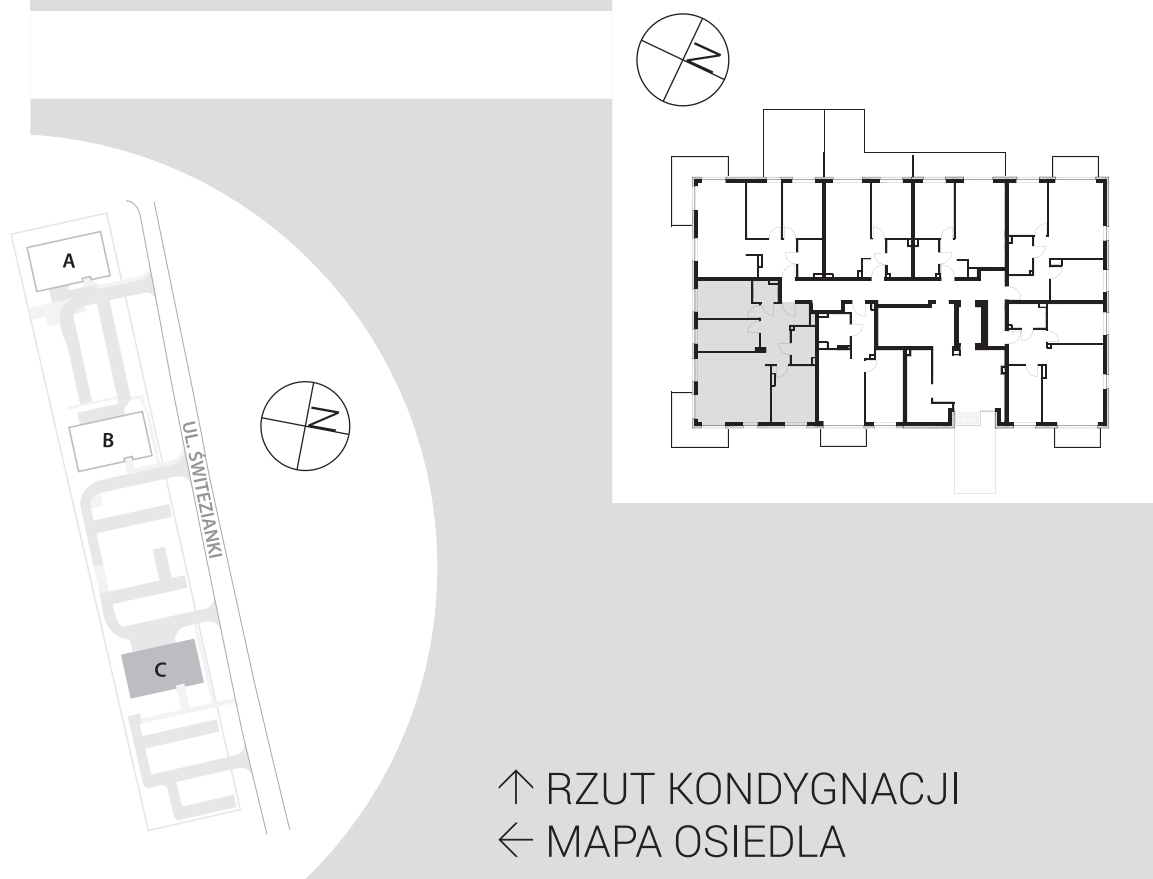 N
A
B
N
UL. ŚWITEZIANKI
C
↑ RZUT KONDYGNACJI
← MAPA OSIEDLA